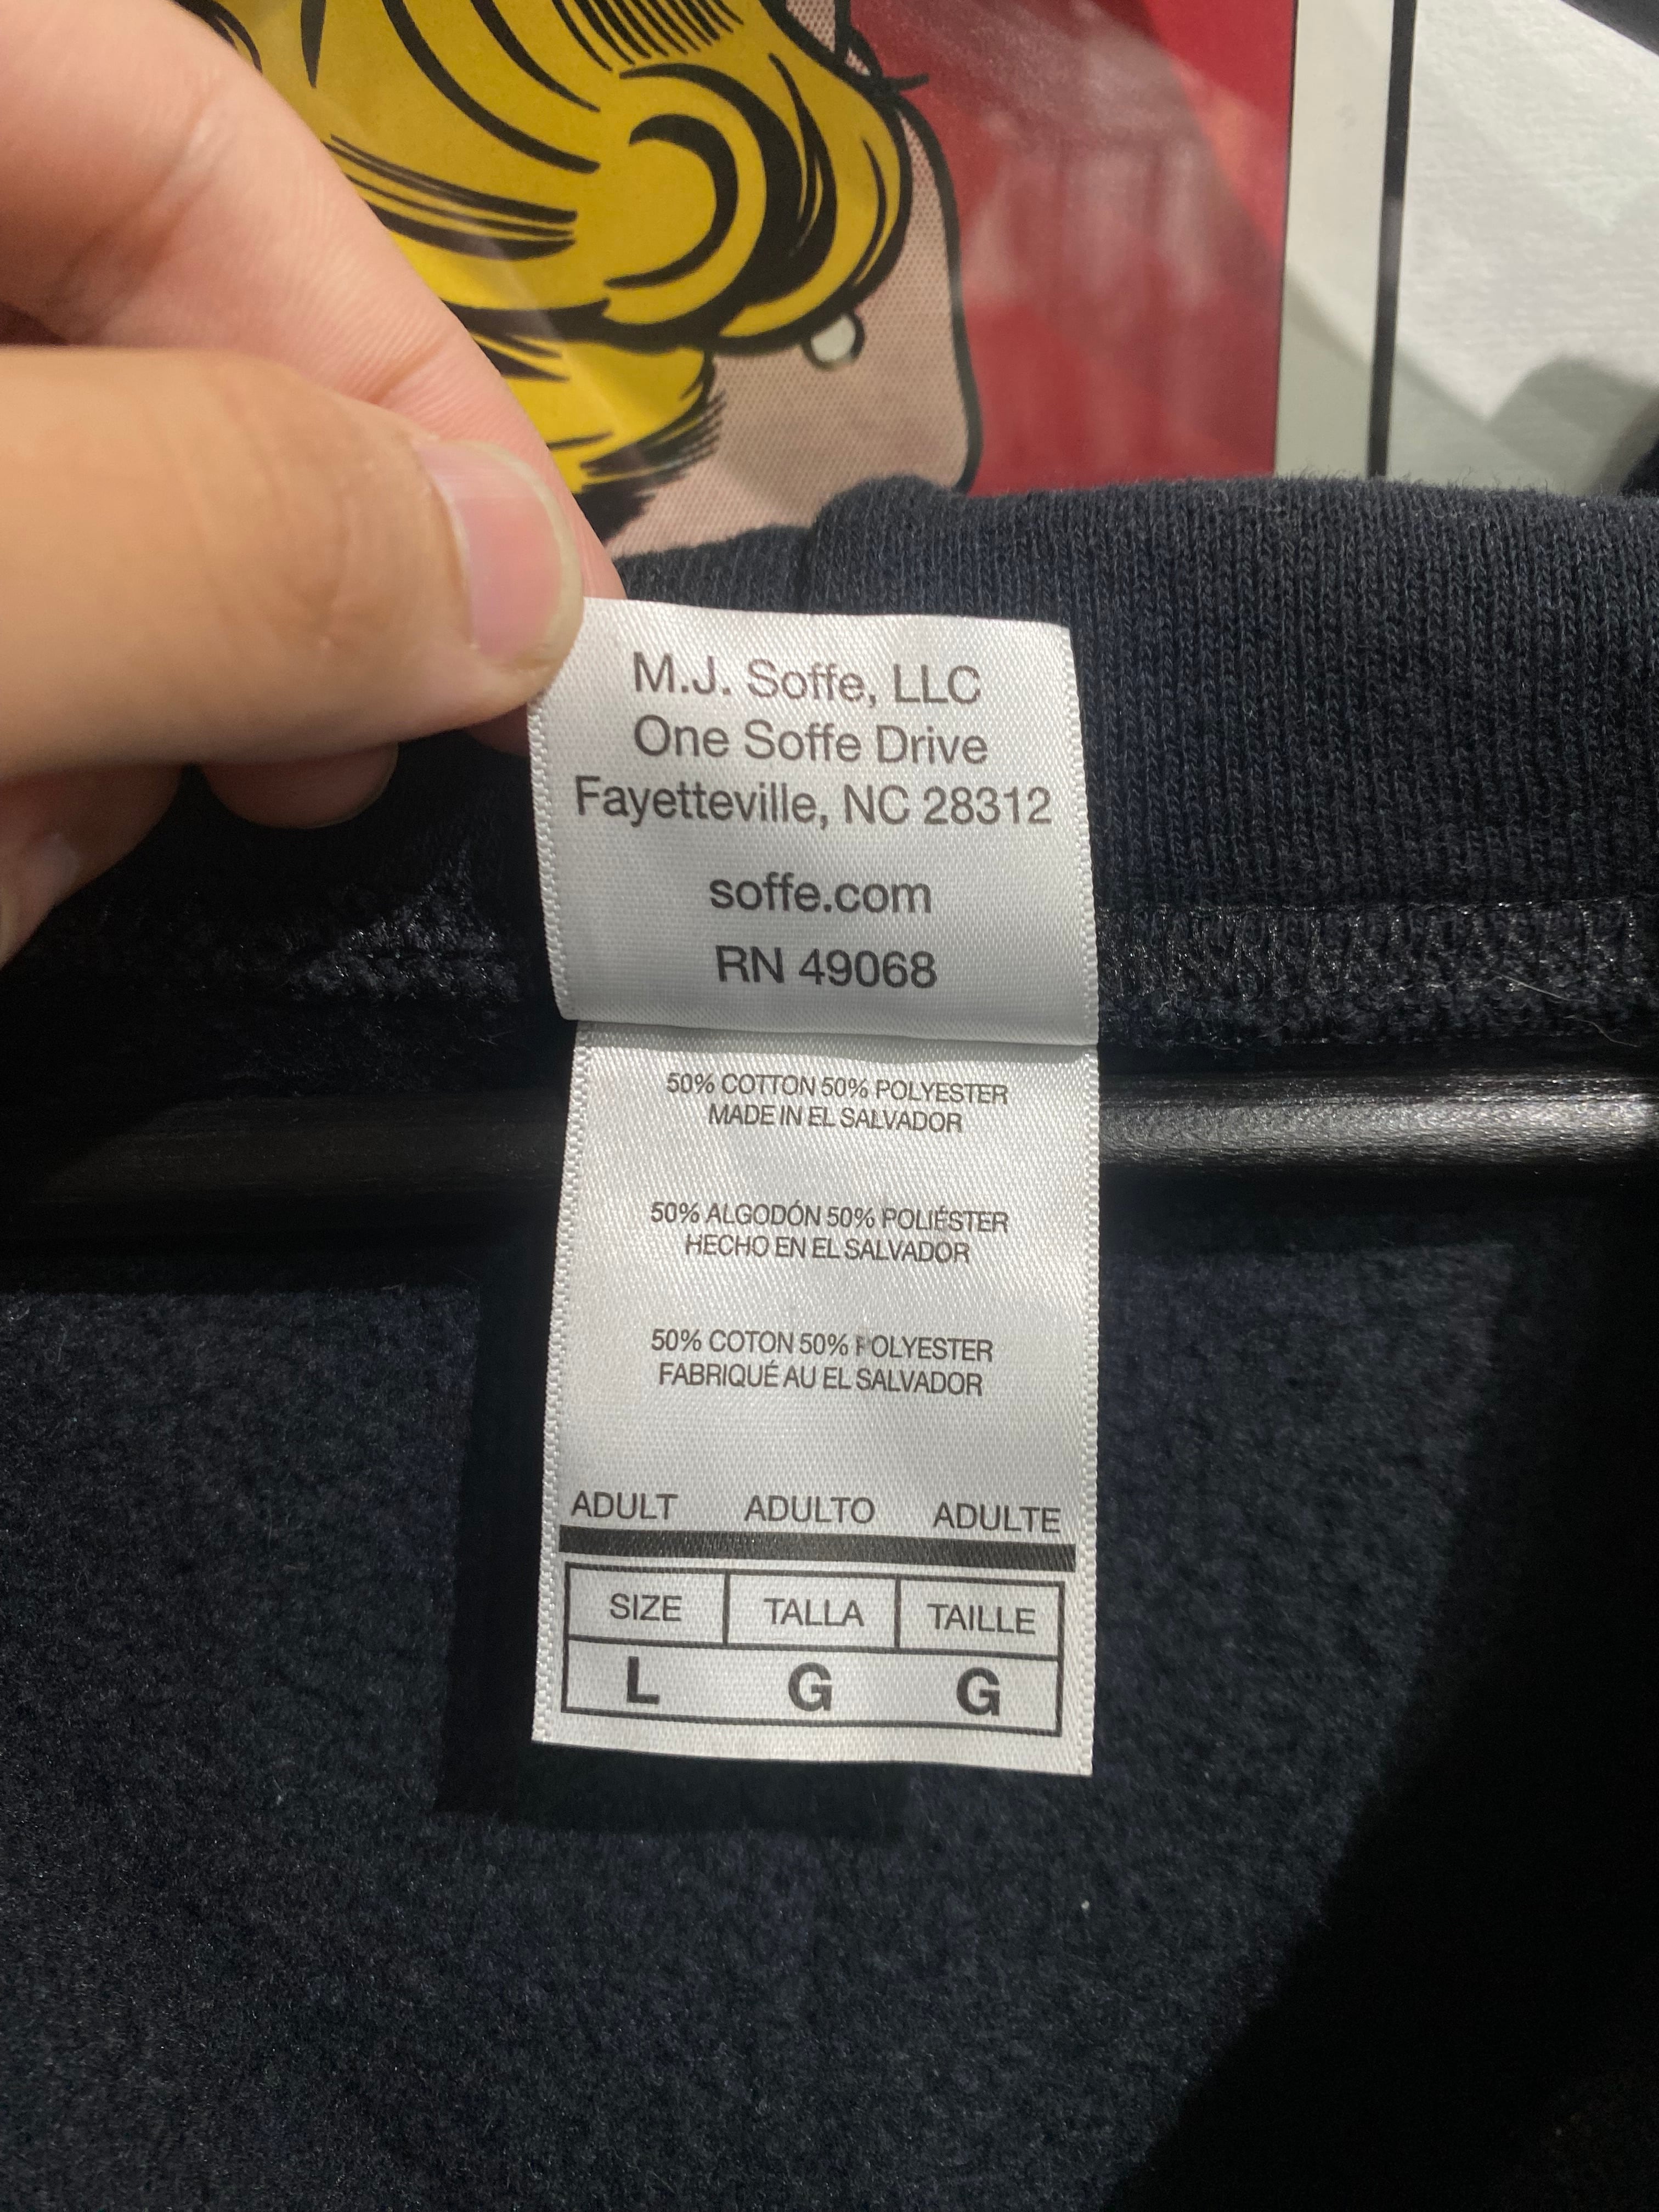 M.J. Soffe, LLC
One Soffe Drive
Fayetteville, NC 28312
soffe.com
RN 49068
50% COTTON 50% POLYESTER
MADE IN EL SALVADOR
50% ALGODÓN 50% POLIÉSTER
HECHO EN EL SALVADOR
50% COTON 50% POLYESTER
FABRIQUÉ AU EL SALVADOR
ADULT ADULTO ADULTE
SIZE TALLA TAILLE
L G G